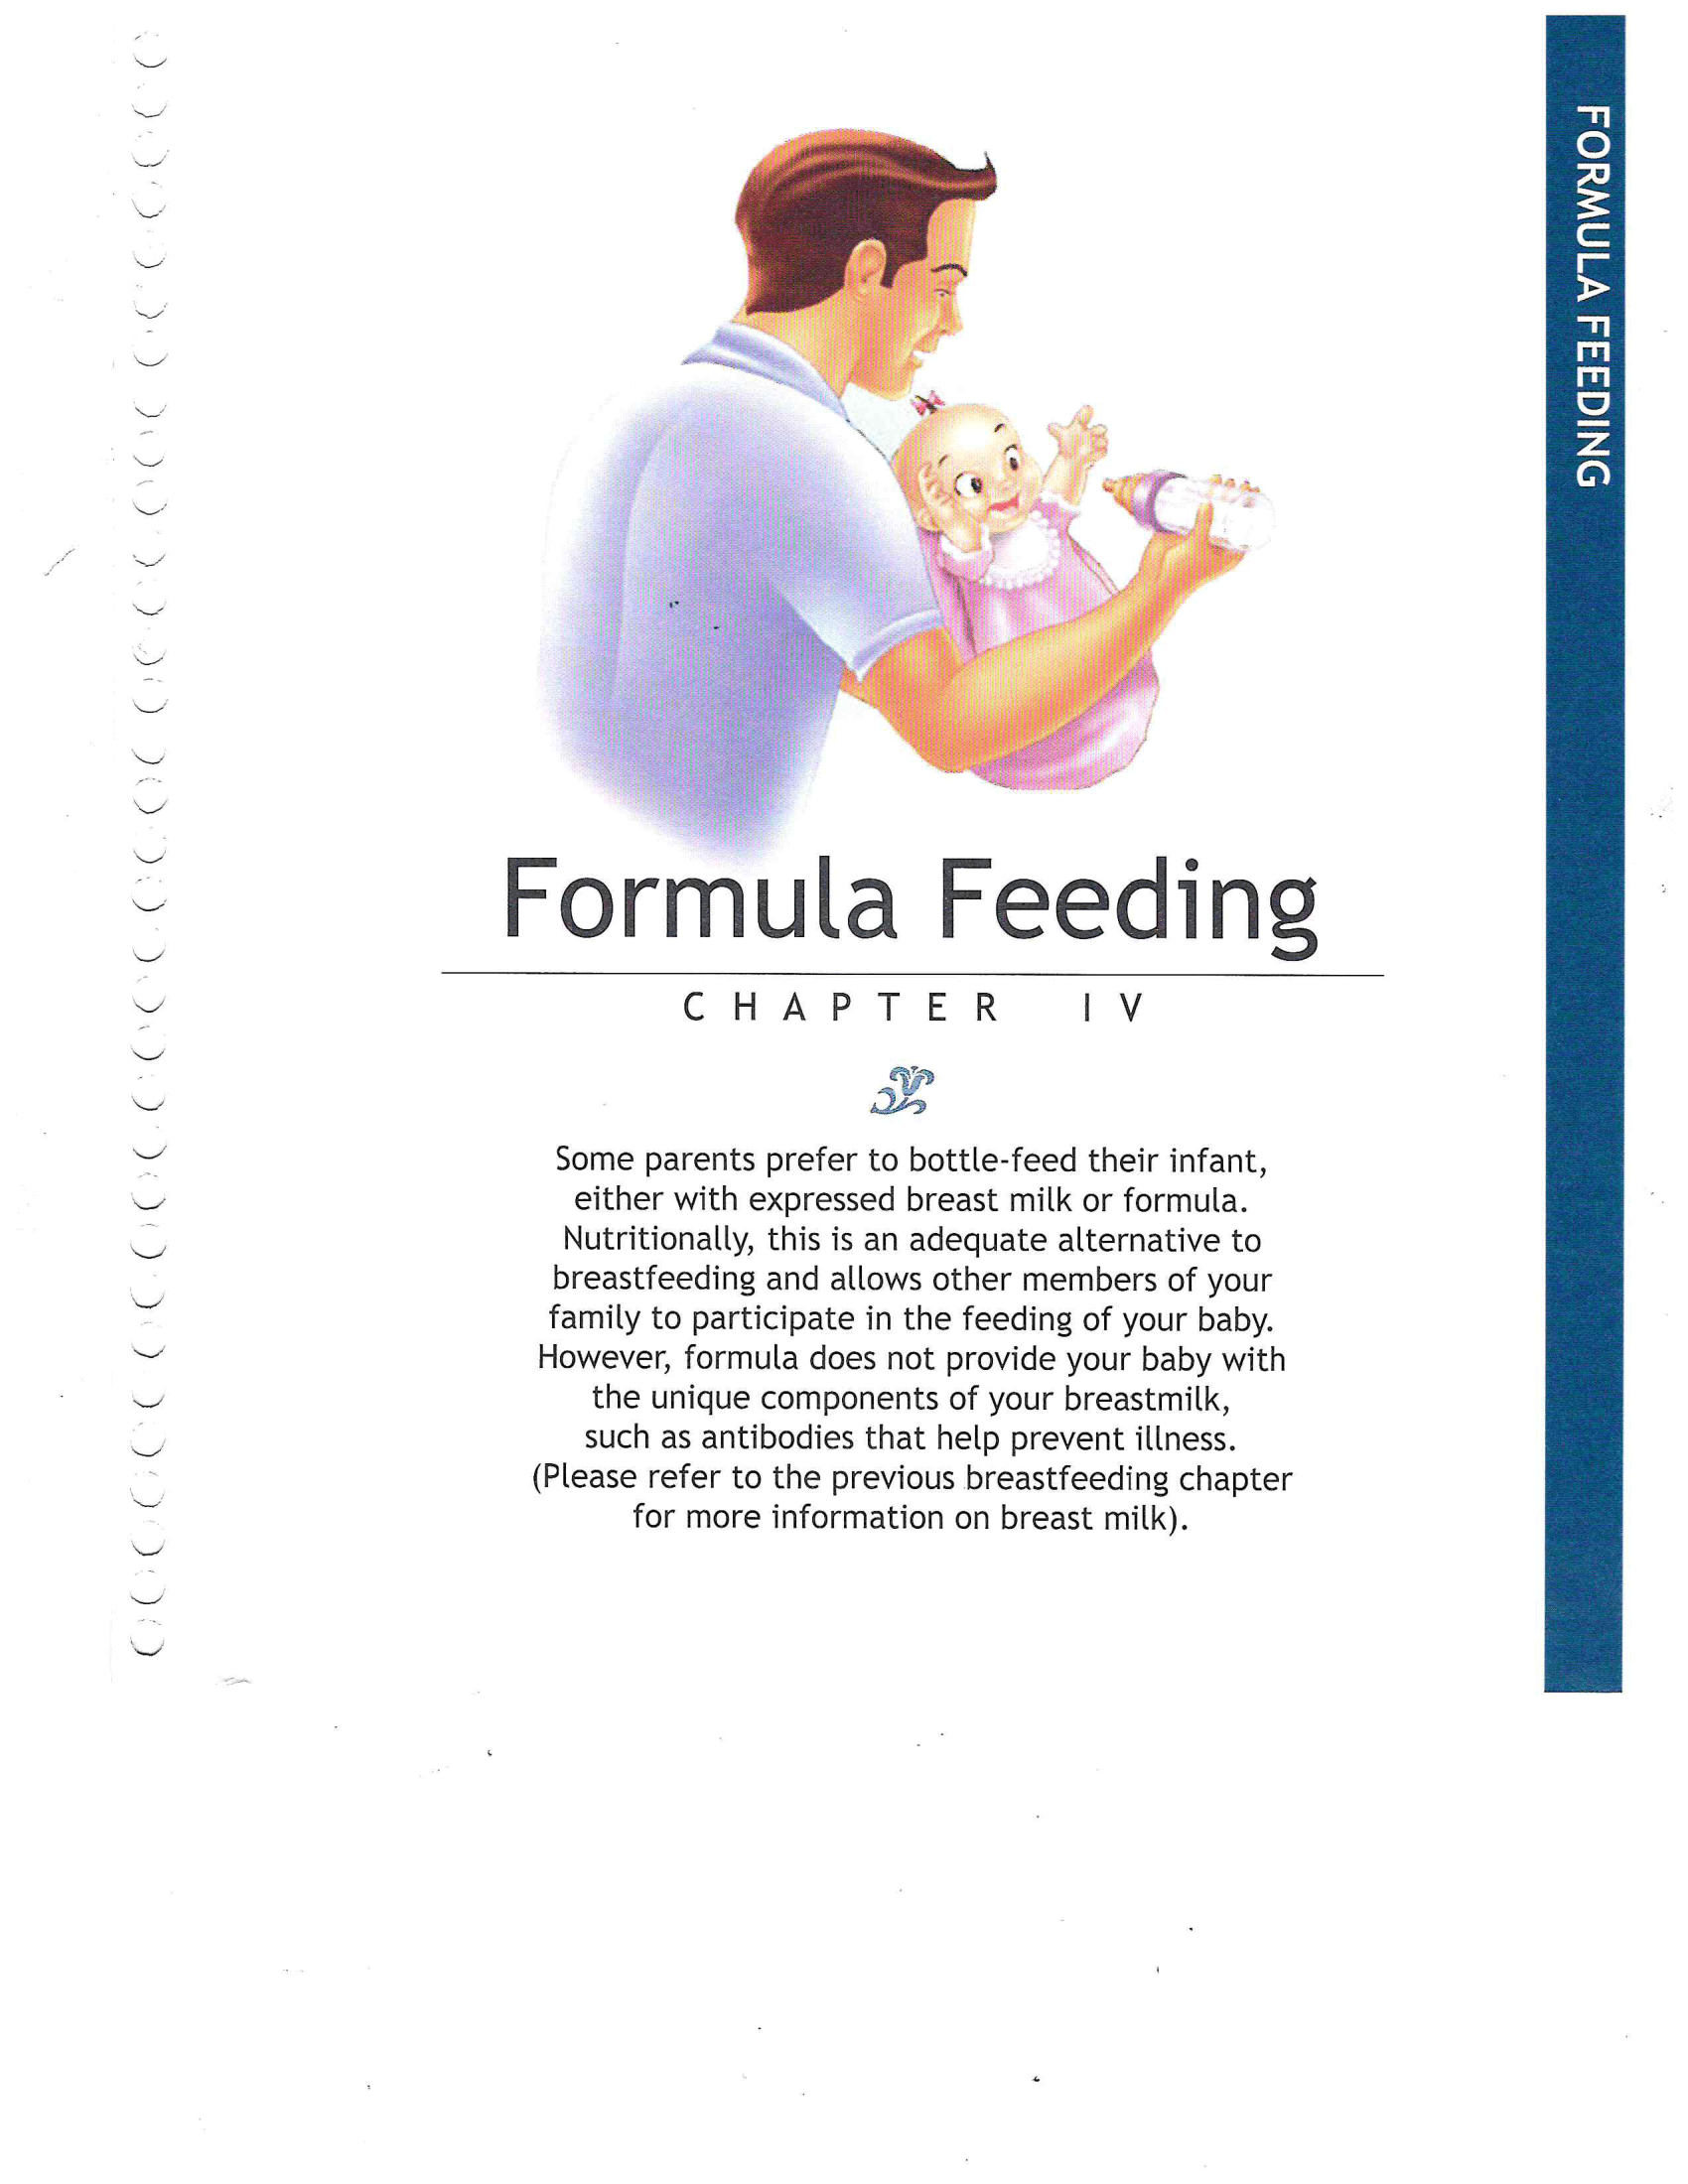 FORMULA FEEDING
Formula Feeding
CHAPTER IV
Some parents prefer to bottle-feed their infant,
either with expressed breast milk or formula.
Nutritionally, this is an adequate alternative to
breastfeeding and allows other members of your
family to participate in the feeding of your baby.
However, formula does not provide your baby with
the unique components of your breastmilk,
such as antibodies that help prevent illness.
(Please refer to the previous breastfeeding chapter
for more information on breast milk).